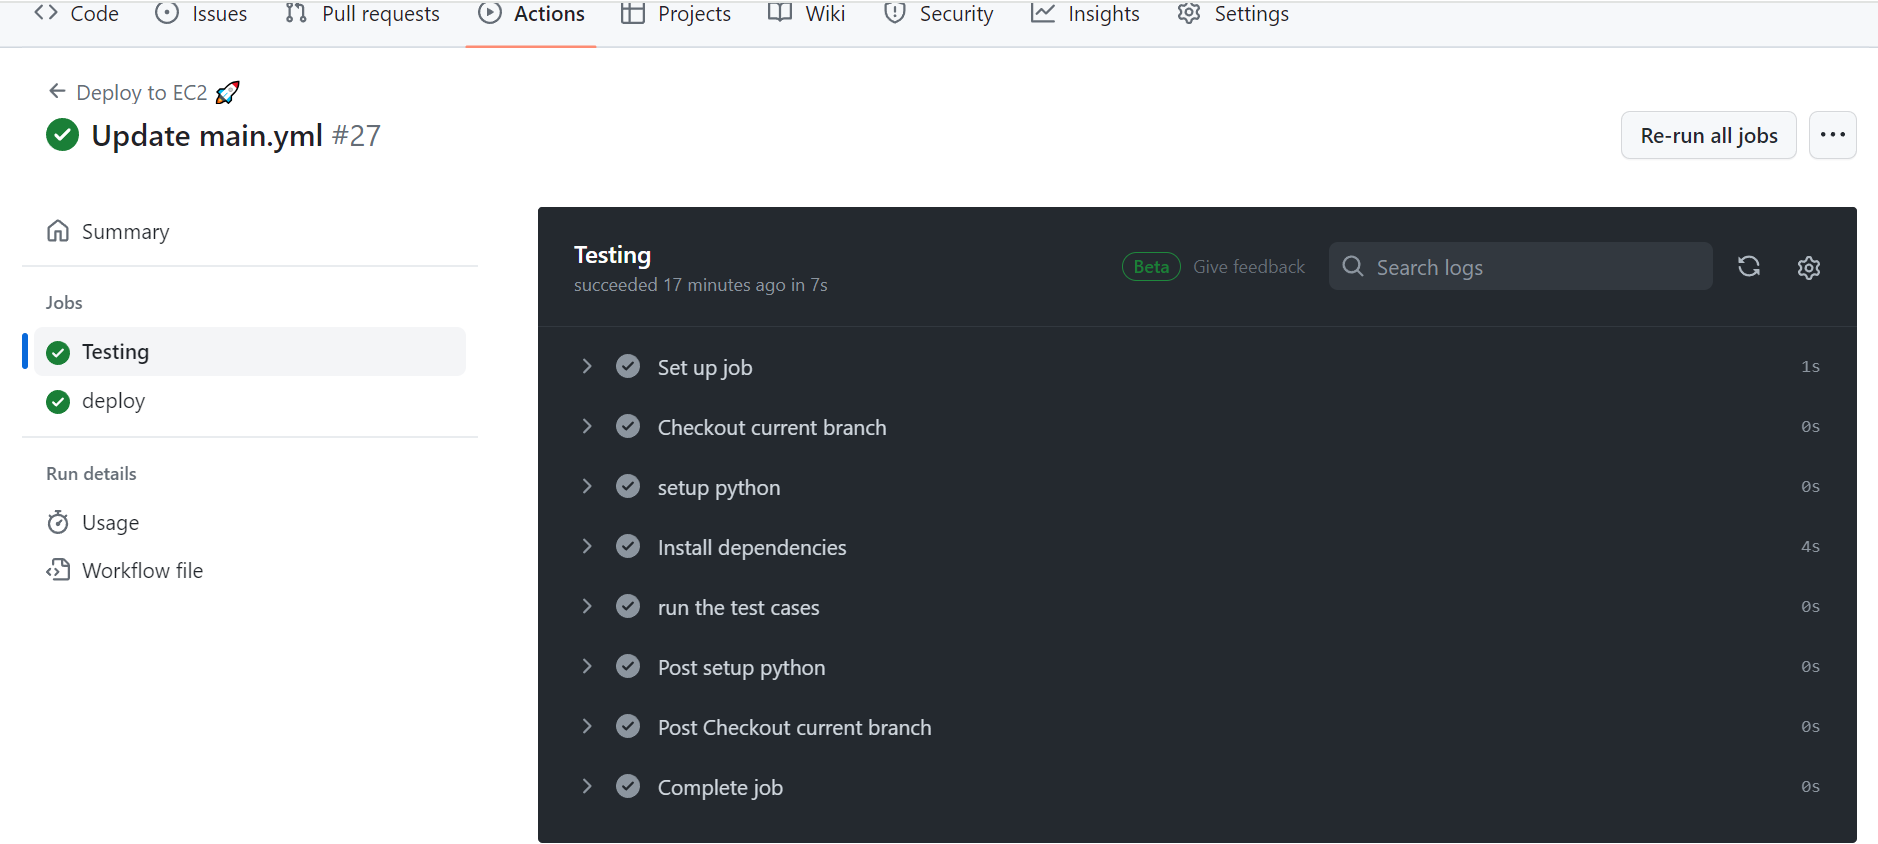 Code Issues Pull requests Actions Projects Wiki Security Insights Settings
Deploy to EC2 🚀
Update main.yml #27
Re-run all jobs
Summary
Jobs
Testing
deploy
Run details
Usage
Workflow file
Testing
succeeded 17 minutes ago in 7s
Beta Give feedback Search logs
Set up job 1s
Checkout current branch 0s
setup python 0s
Install dependencies 4s
run the test cases 0s
Post setup python 0s
Post Checkout current branch 0s
Complete job 0s